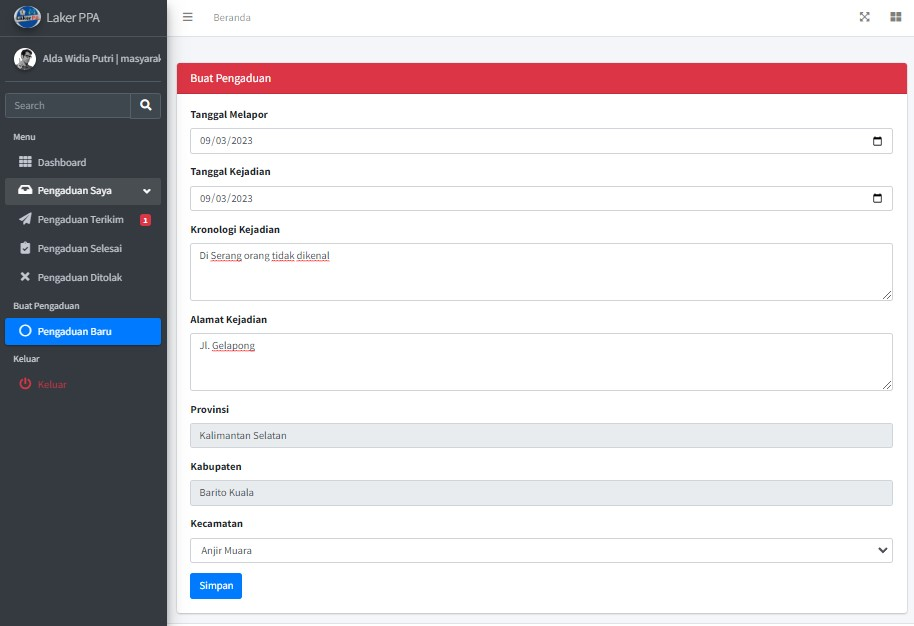 Laker PPA
Beranda
Alda Widia Putri | masyarak
Search
Menu
Dashboard
Pengaduan Saya
Pengaduan Terikim 1
Pengaduan Selesai
Pengaduan Ditolak
Buat Pengaduan
Pengaduan Baru
Keluar
Keluar
Buat Pengaduan
Tanggal Melapor
09/03/2023
Tanggal Kejadian
09/03/2023
Kronologi Kejadian
Di Serang orang tidak dikenal
Alamat Kejadian
Jl. Gelapong
Provinsi
Kalimantan Selatan
Kabupaten
Barito Kuala
Kecamatan
Anjir Muara
Simpan